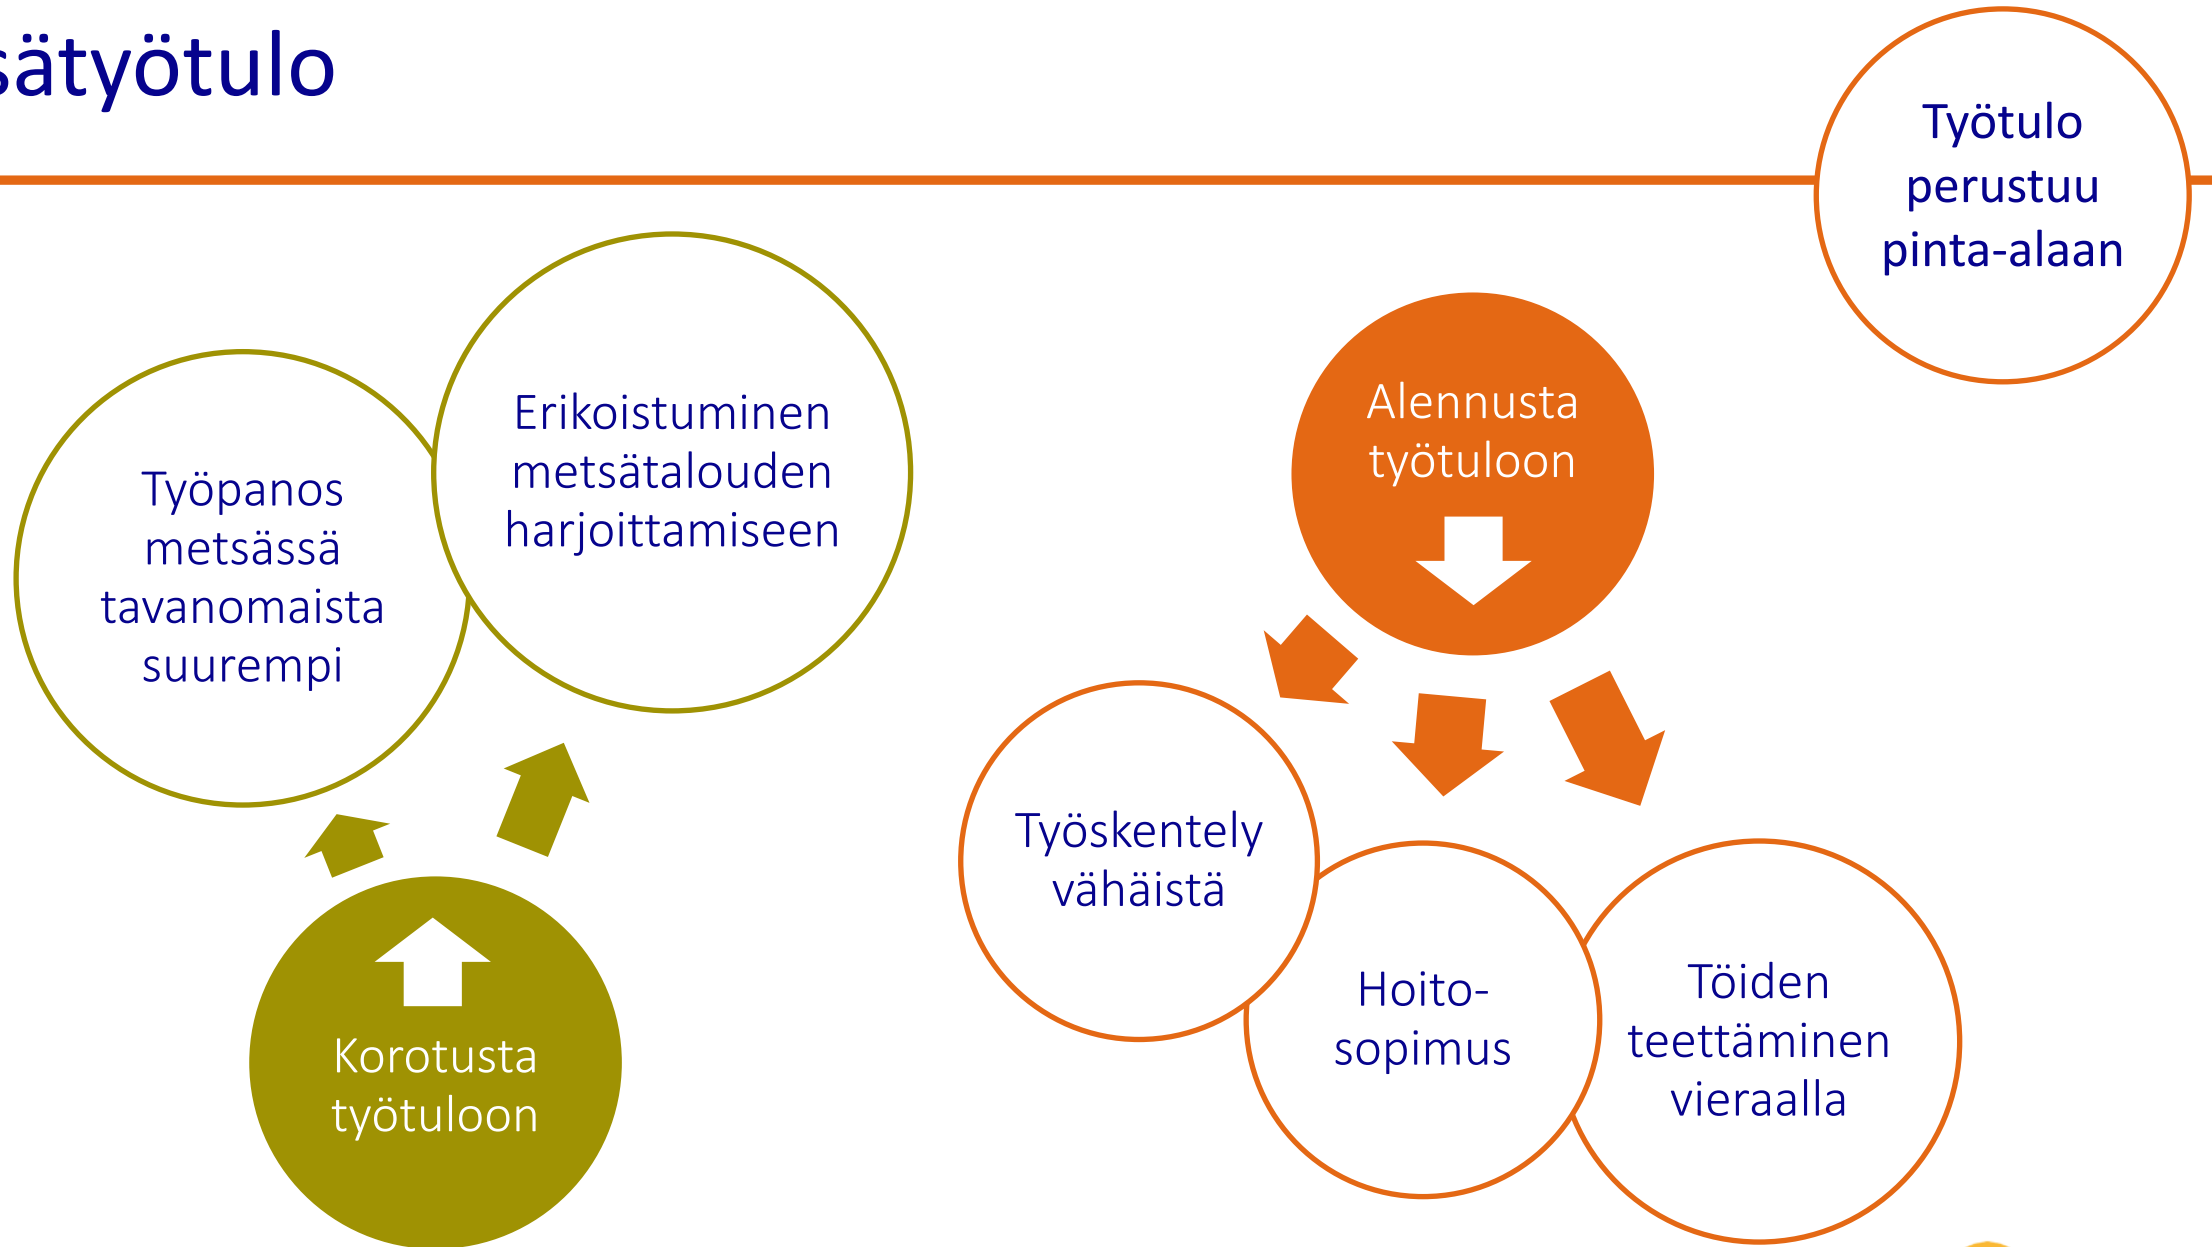 sätyötulo
Työtulo
perustuu
pinta-alaan
Työpanos
metsässä
tavanomaista
suurempi
Erikoistuminen
metsätalouden
harjoittamiseen
Korotusta
työtuloon
Alennusta
työtuloon
Työskentely
vähäistä
Hoito-
sopimus
Töiden
teettäminen
vieraalla